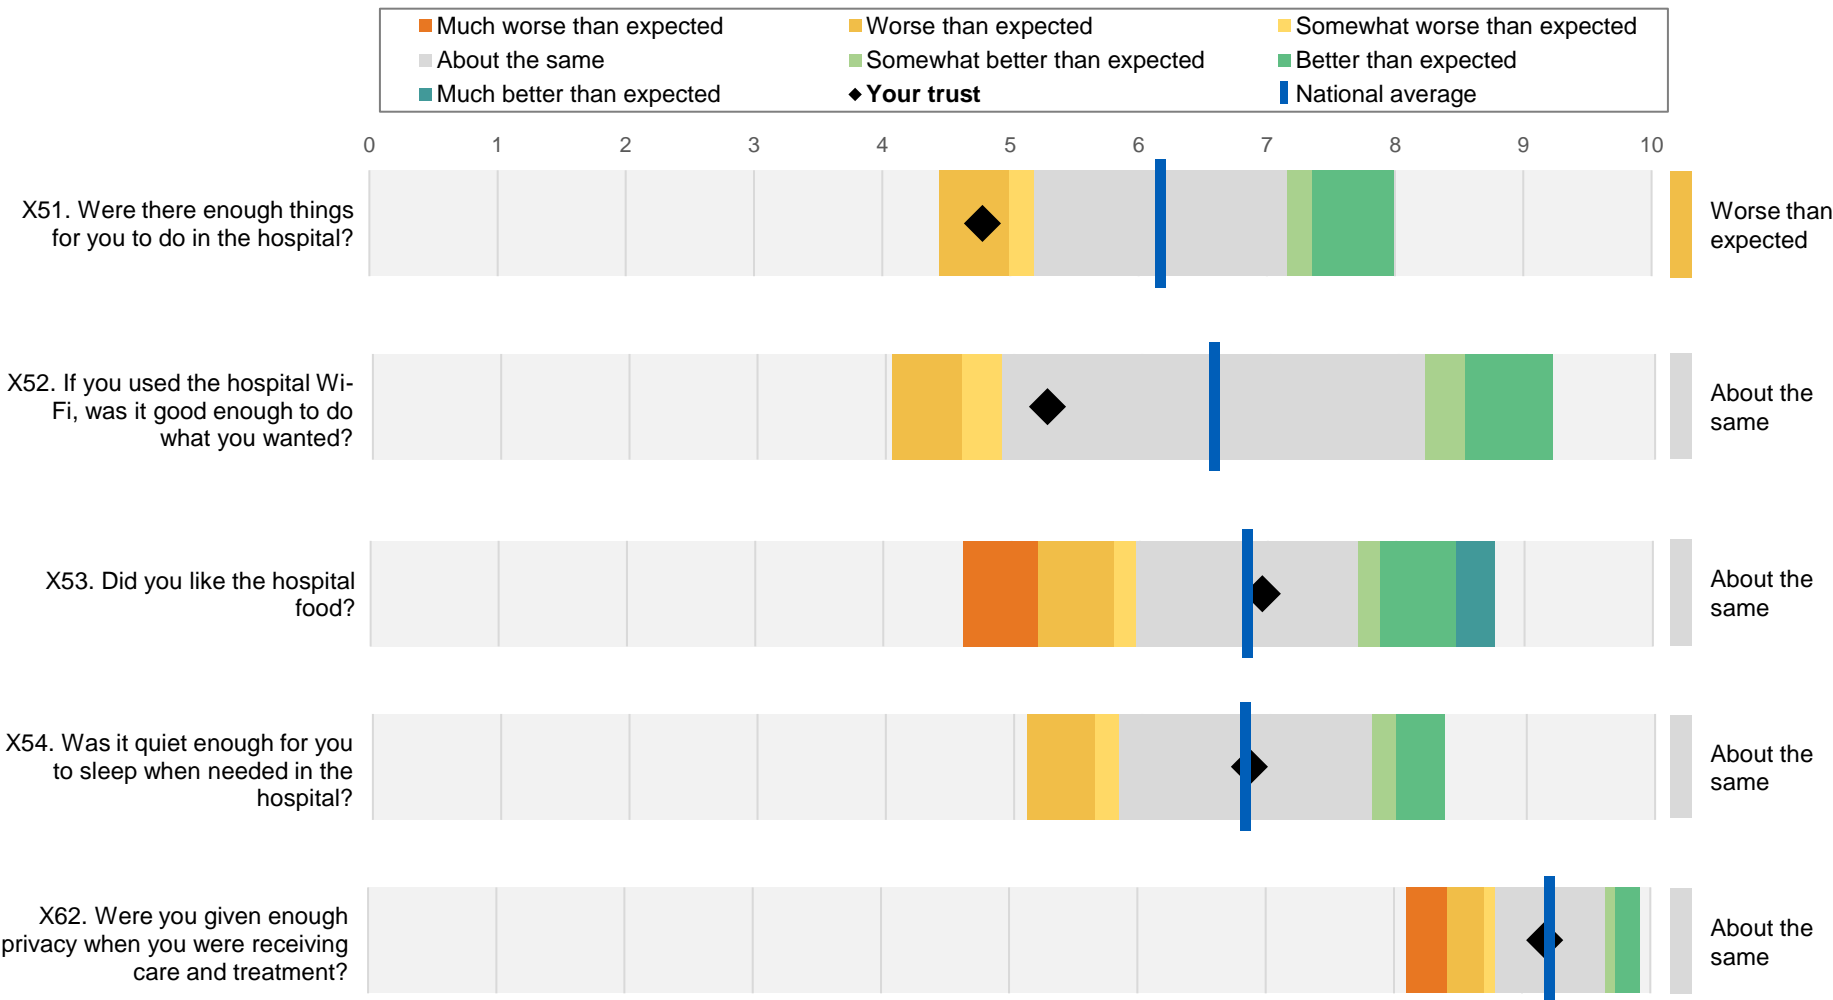 Much worse than expected
Worse than expected
Somewhat worse than expected
About the same
Somewhat better than expected
Better than expected
Much better than expected
Your trust
National average
0 1 2 3 4 5 6 7 8 9 10
X51. Were there enough things
for you to do in the hospital?
Worse than
expected
X52. If you used the hospital Wi-
Fi, was it good enough to do
what you wanted?
About the
same
X53. Did you like the hospital
food?
About the
same
X54. Was it quiet enough for you
to sleep when needed in the
hospital?
About the
same
X62. Were you given enough
privacy when you were receiving
care and treatment?
About the
same